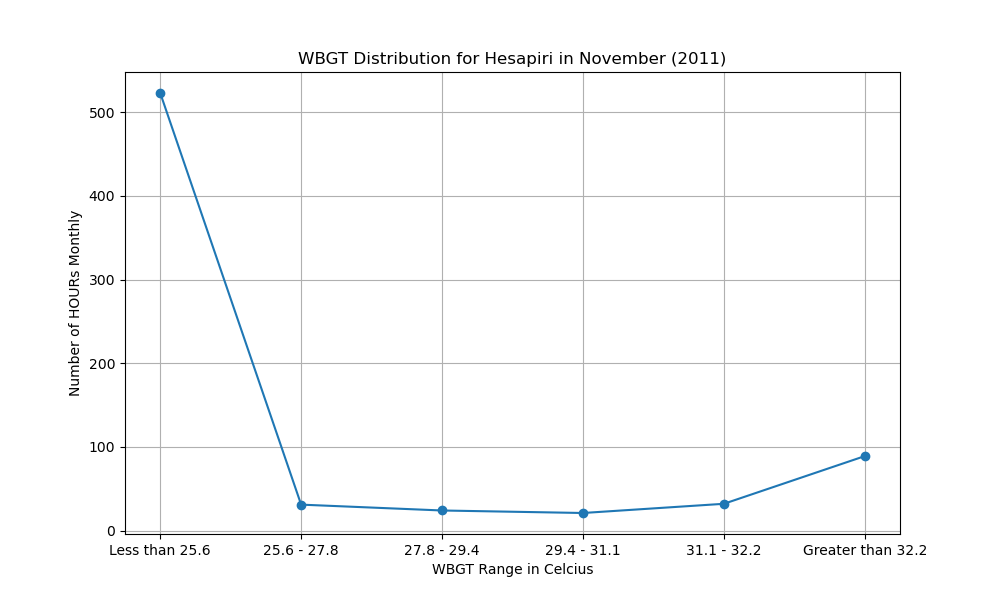 WBGT Distribution for Hesapiri in November (2011)
Number of HOURs Monthly
500
400
300
200
100
0
Less than 25.6 25.6 - 27.8 27.8 - 29.4 29.4 - 31.1 31.1 - 32.2 Greater than 32.2
WBGT Range in Celcius